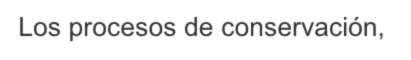 Los procesos de conservación,